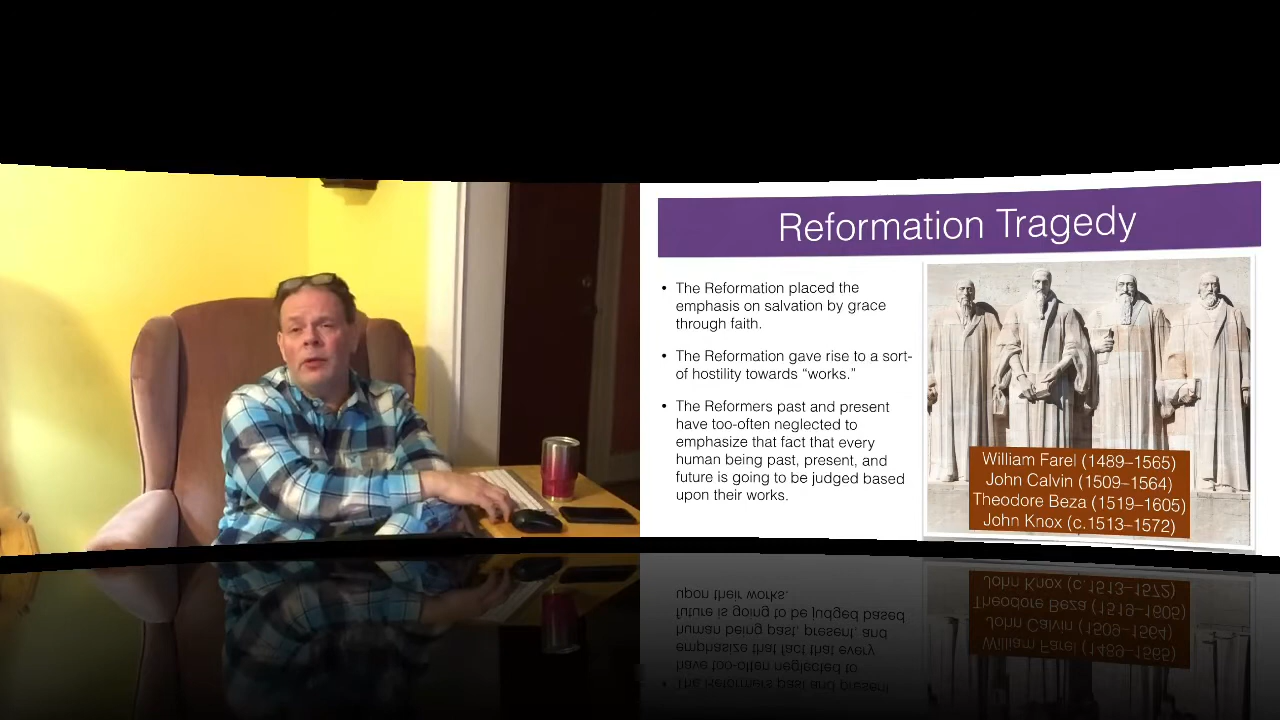 Reformation Tragedy
• The Reformation placed the
emphasis on salvation by grace
through faith.
• The Reformation gave rise to a sort-
of hostility towards “works.”
• The Reformers past and present
have too-often neglected to
emphasize that fact that every
human being past, present, and
future is going to be judged based
upon their works.
William Farel (1489–1565)
John Calvin (1509–1564)
Theodore Beza (1519–1605)
John Knox (c.1513–1572)